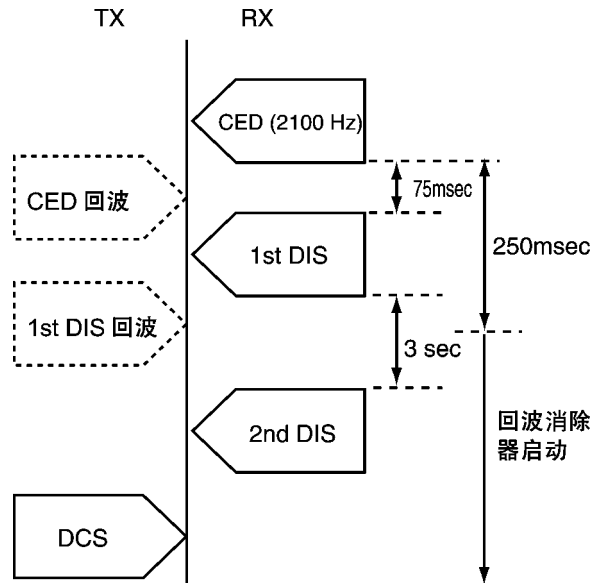 TX RX
CED (2100 Hz)
CED 回波
75msec
1st DIS
250msec
1st DIS 回波
3 sec
2nd DIS
回波消除
器启动
DCS